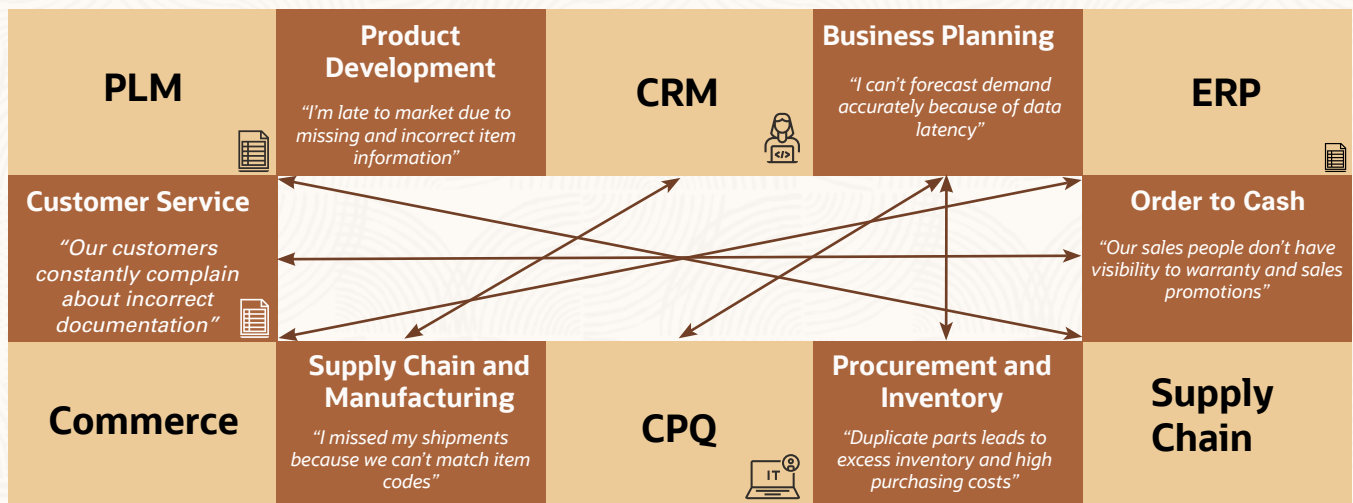 PLM
Product
Development
“I’m late to market due to
missing and incorrect item
information”
CRM
</>
Business Planning
“I can’t forecast demand
accurately because of data
latency”
ERP
Customer Service
“Our customers
constantly complain
about incorrect
documentation”
Order to Cash
“Our sales people don’t have
visibility to warranty and sales
promotions”
Commerce
Supply Chain and
Manufacturing
“I missed my shipments
because we can’t match item
codes”
CPQ
IT
Procurement and
Inventory
“Duplicate parts leads to
excess inventory and high
purchasing costs”
Supply
Chain